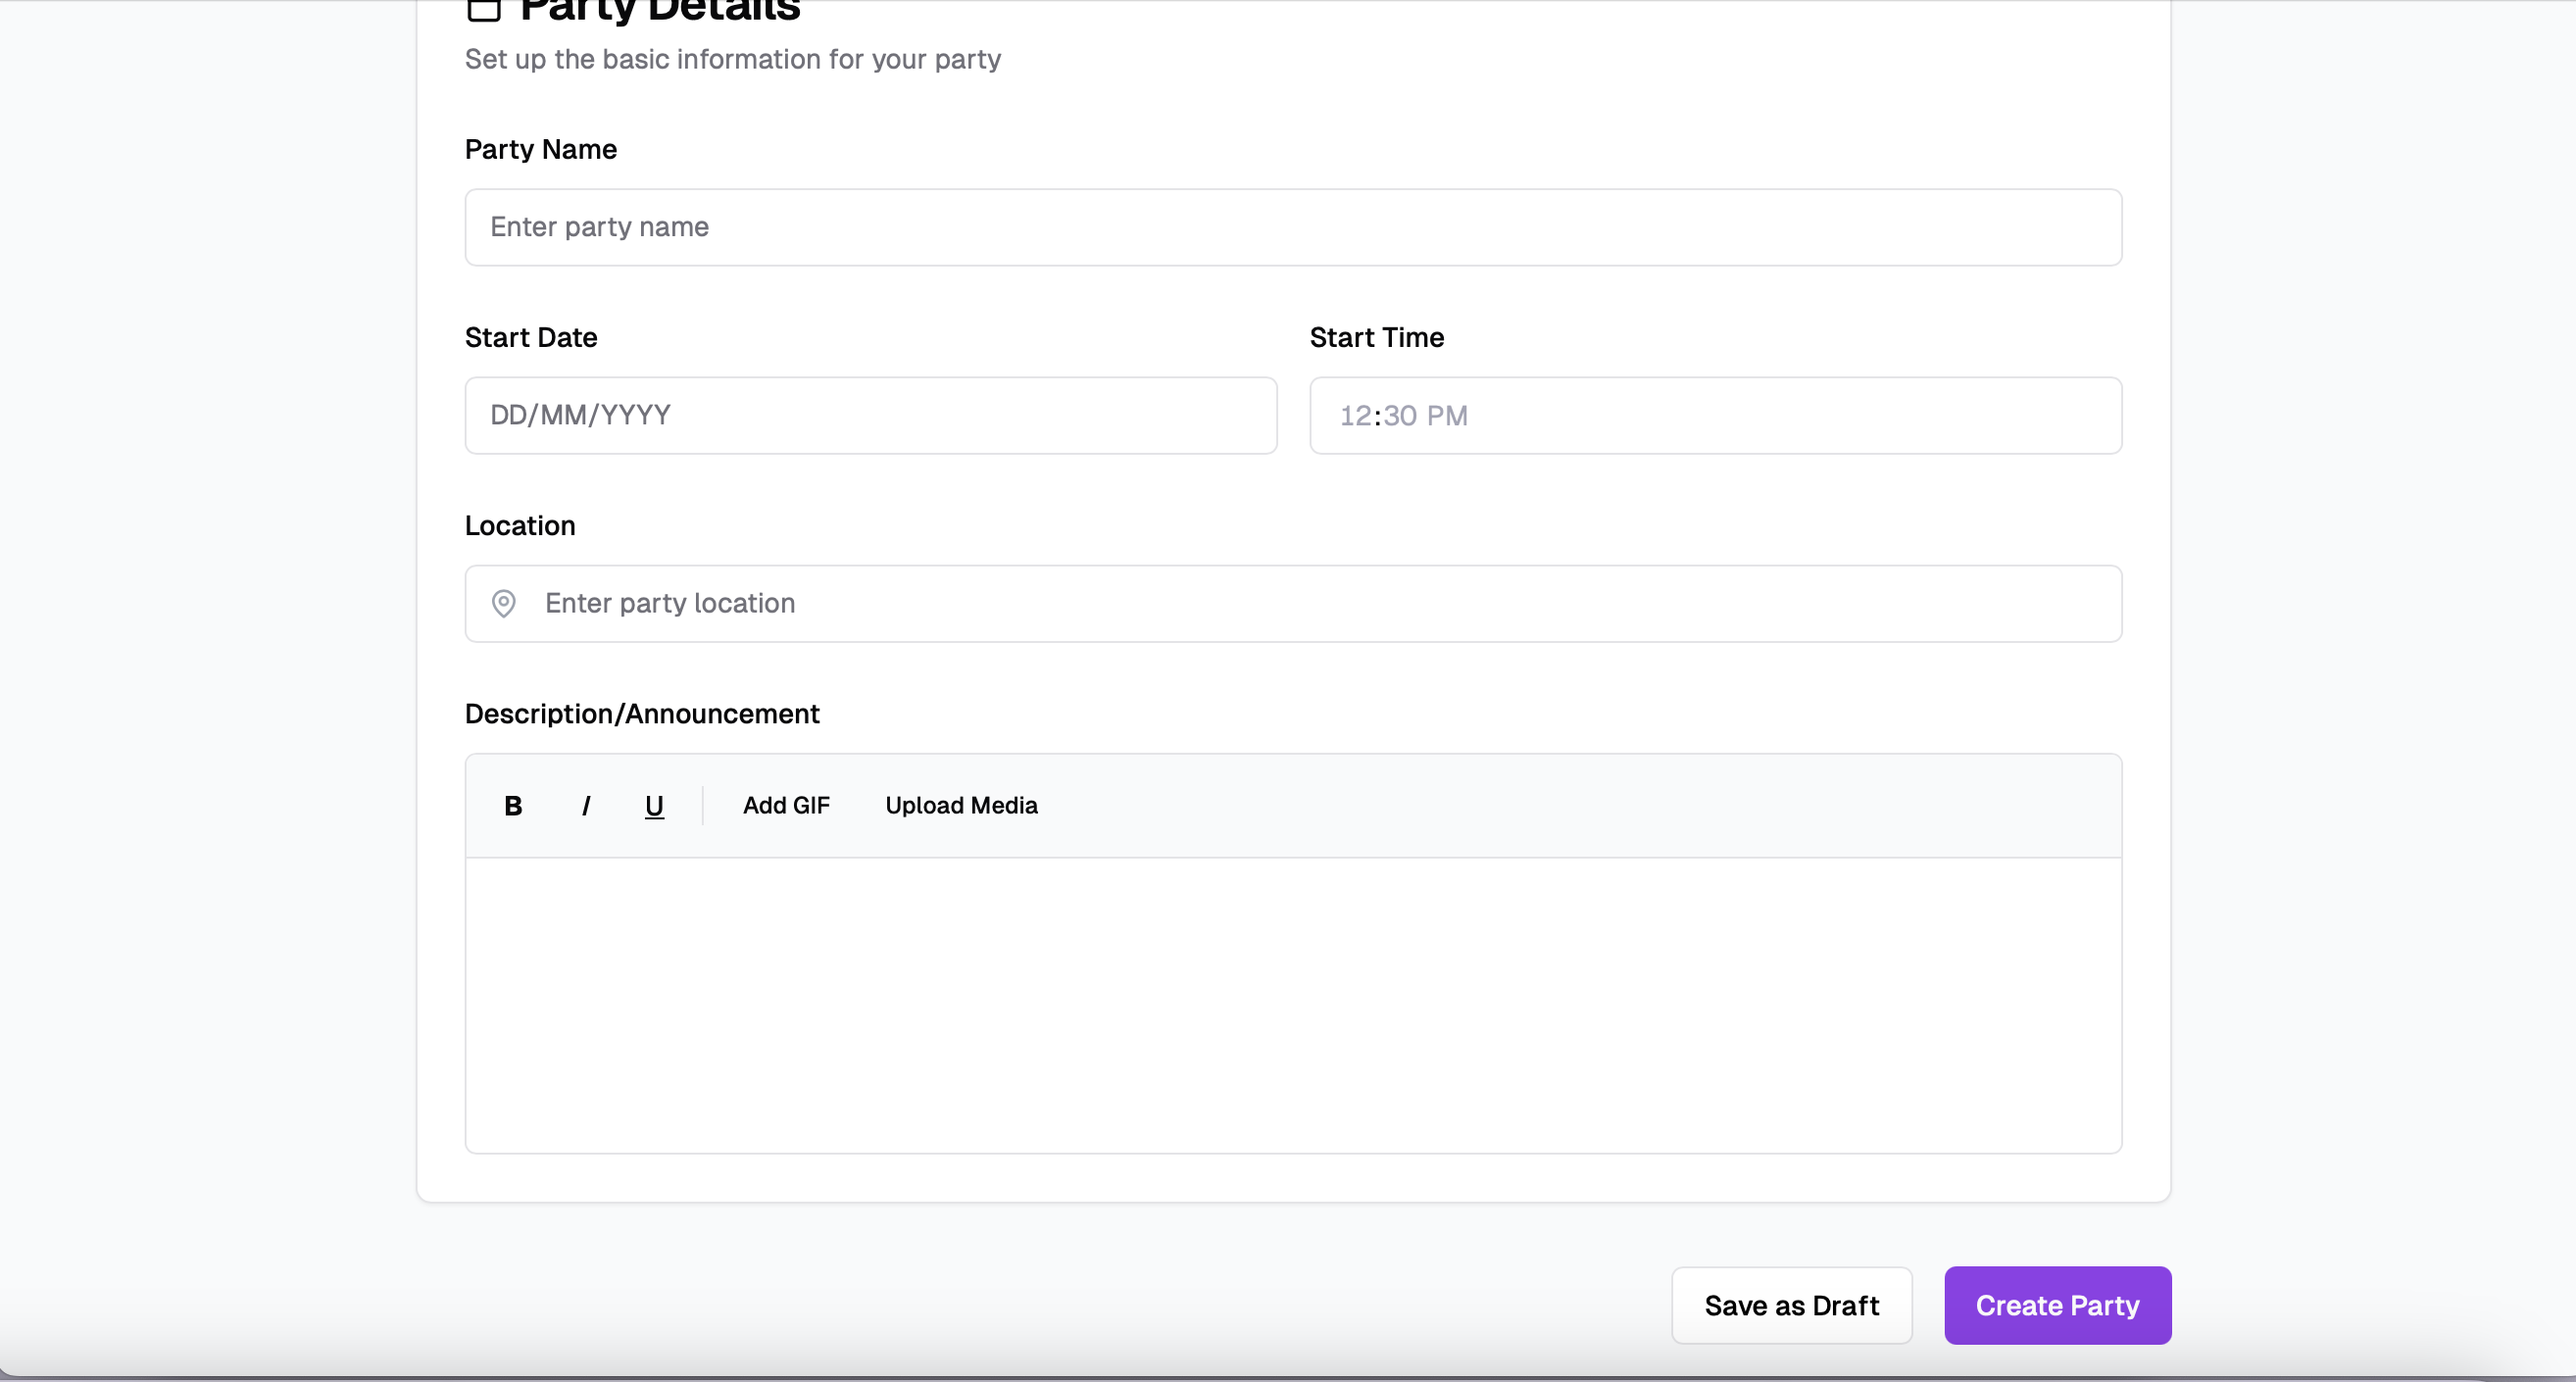 Party Details
Set up the basic information for your party
Party Name
Enter party name
Start Date
Start Time
DD/MM/YYYY
12:30 PM
Location
Enter party location
Description/Announcement
B I U Add GIF Upload Media
Save as Draft
Create Party